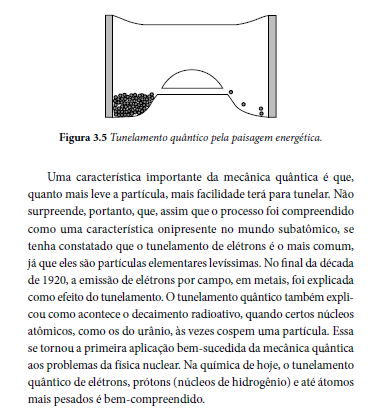 Figura 3.5 Tunelamento quântico pela paisagem energética.
Uma característica importante da mecânica quântica é que,
quanto mais leve a partícula, mais facilidade terá para tunelar. Não
surpreende, portanto, que, assim que o processo foi compreendido
como uma característica onipresente no mundo subatômico, se
tenha constatado que o tunelamento de elétrons é o mais comum,
já que eles são partículas elementares levíssimas. No final da década
de 1920, a emissão de elétrons por campo, em metais, foi explicada
como efeito do tunelamento. O tunelamento quântico também expli-
cou como acontece o decaimento radioativo, quando certos núcleos
atômicos, como os do urânio, às vezes cospem uma partícula. Essa
se tornou a primeira aplicação bem-sucedida da mecânica quântica
aos problemas da física nuclear. Na química de hoje, o tunelamento
quântico de elétrons, prótons (núcleos de hidrogênio) e até átomos
mais pesados é bem-compreendido.